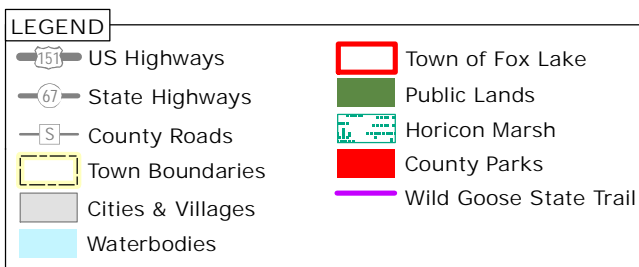 LEGEND
151 US Highways
67 State Highways
S County Roads
Town Boundaries
Cities & Villages
Waterbodies
Town of Fox Lake
Public Lands
Horicon Marsh
County Parks
Wild Goose State Trail